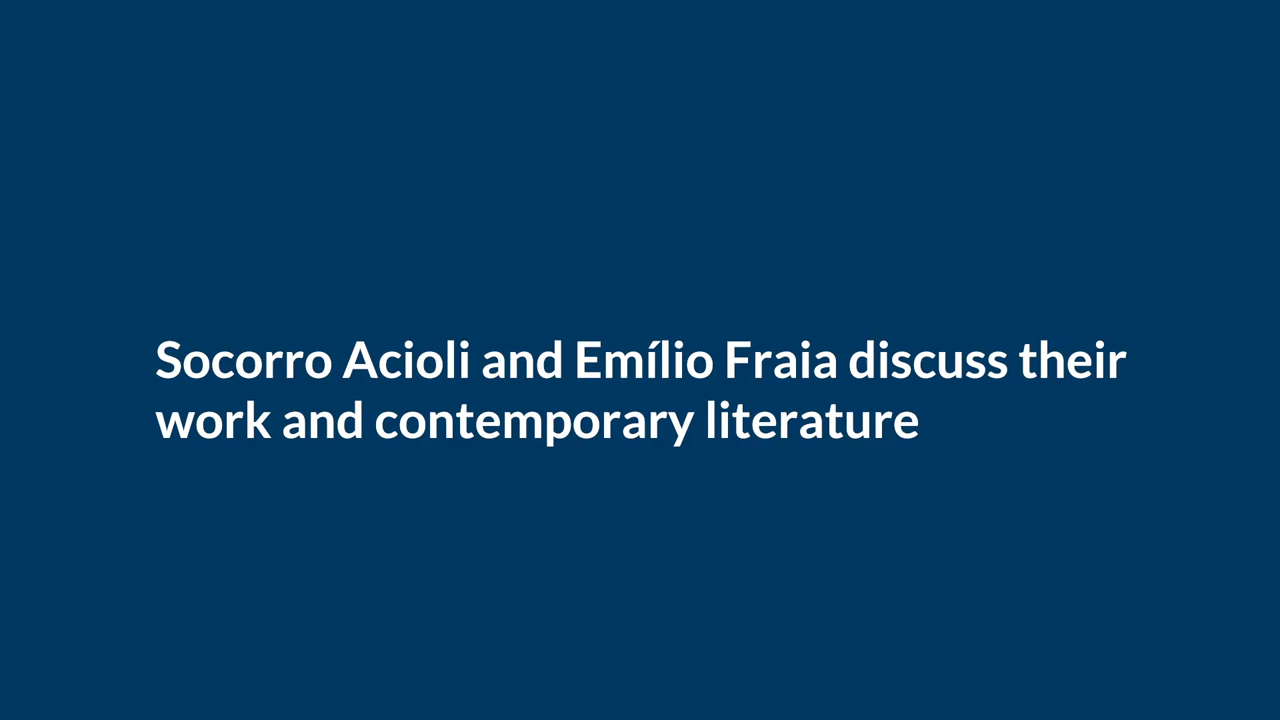 Socorro Acioli and Emílio Fraia discuss their
work and contemporary literature